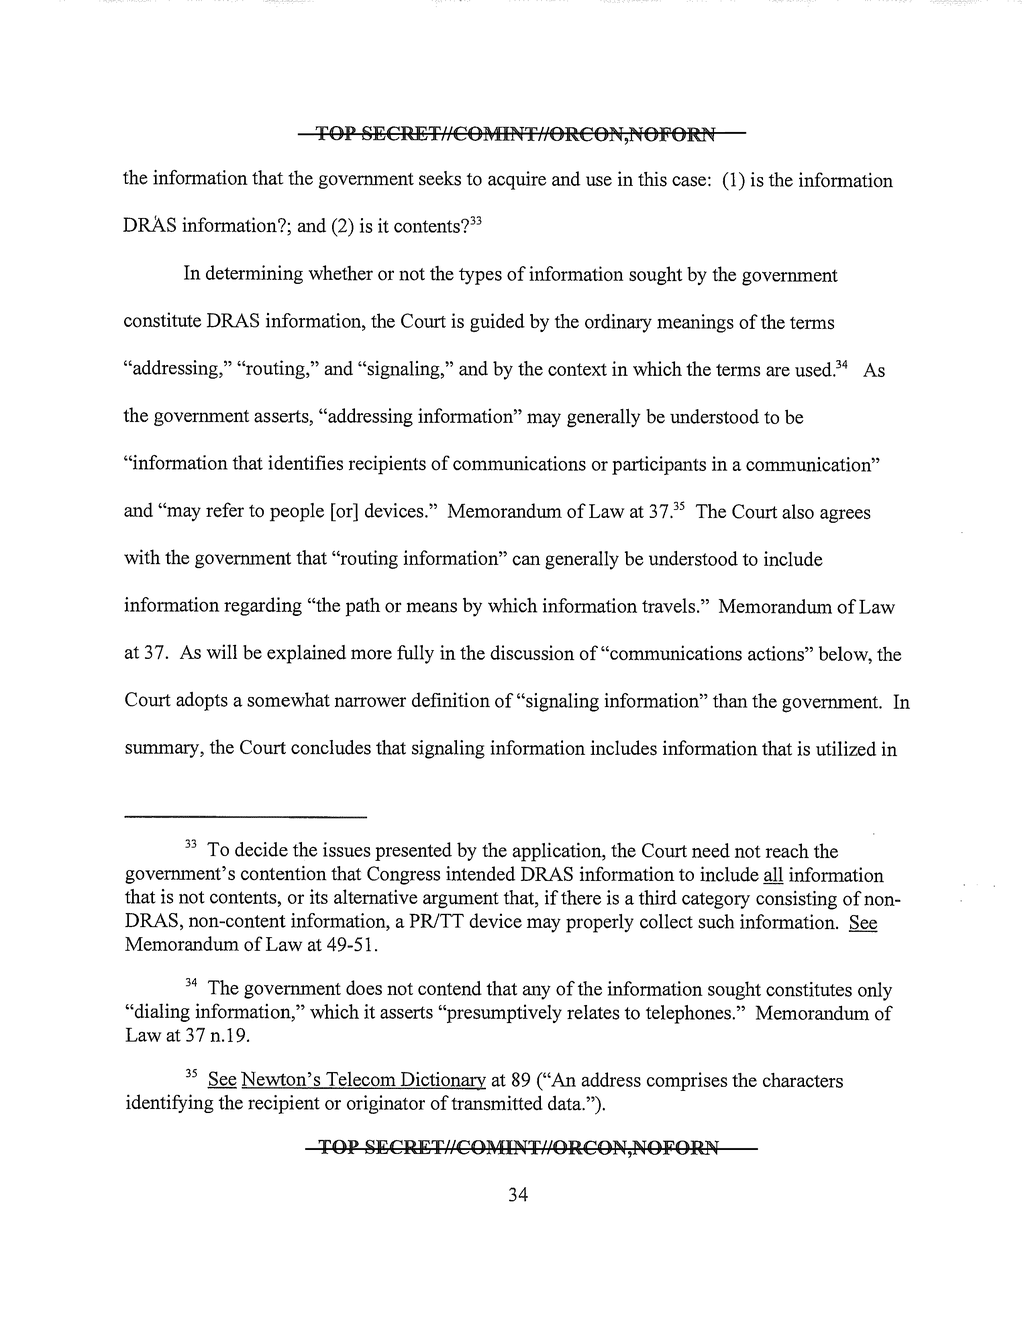 TOP SECRET//COMINT//ORCON,NOFORN
the information that the government seeks to acquire and use in this case: (1) is the information
DRAS information?; and (2) is it contents?³³
In determining whether or not the types of information sought by the government
constitute DRAS information, the Court is guided by the ordinary meanings of the terms
“addressing,” “routing,” and “signaling,” and by the context in which the terms are used.³⁴ As
the government asserts, “addressing information” may generally be understood to be
“information that identifies recipients of communications or participants in a communication”
and “may refer to people [or] devices.” Memorandum of Law at 37.³⁵ The Court also agrees
with the government that “routing information” can generally be understood to include
information regarding “the path or means by which information travels.” Memorandum of Law
at 37. As will be explained more fully in the discussion of “communications actions” below, the
Court adopts a somewhat narrower definition of “signaling information” than the government. In
summary, the Court concludes that signaling information includes information that is utilized in
³³ To decide the issues presented by the application, the Court need not reach the
government’s contention that Congress intended DRAS information to include all information
that is not contents, or its alternative argument that, if there is a third category consisting of non-
DRAS, non-content information, a PR/TT device may properly collect such information. See
Memorandum of Law at 49-51.
³⁴ The government does not contend that any of the information sought constitutes only
“dialing information,” which it asserts “presumptively relates to telephones.” Memorandum of
Law at 37 n.19.
³⁵ See Newton’s Telecom Dictionary at 89 (“An address comprises the characters
identifying the recipient or originator of transmitted data.”).
TOP SECRET//COMINT//ORCON,NOFORN
34